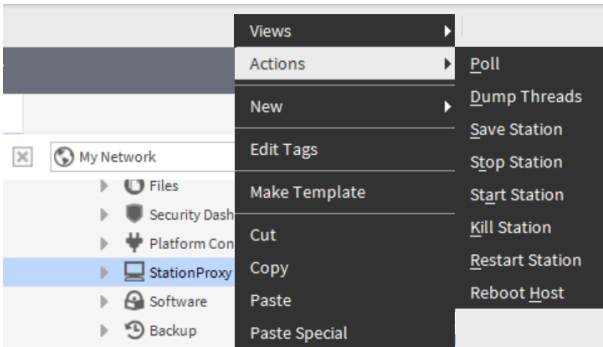 Views
Actions
New
Edit Tags
Make Template
Cut
Copy
Paste
Paste Special
Poll
Dump Threads
Save Station
Stop Station
Start Station
Kill Station
Restart Station
Reboot Host
My Network
Files
Security Dash
Platform Con
StationProxy
Software
Backup